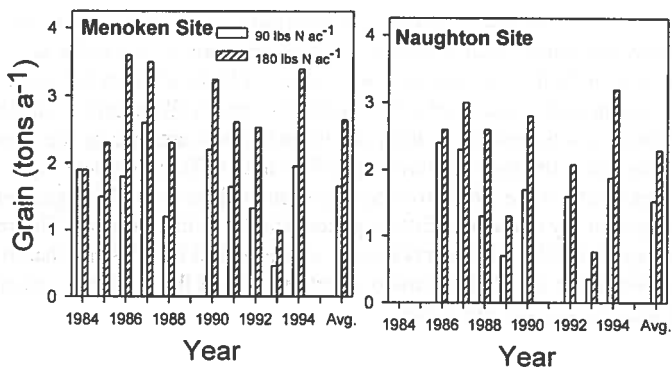 Menoken Site
90 lbs N ac⁻¹
180 lbs N ac⁻¹
Grain (tons a⁻¹)
4
3
2
1
0
1984 1986 1988 1990 1992 1994 Avg.
Year
Naughton Site
4
3
2
1
0
1984 1986 1988 1990 1992 1994 Avg.
Year